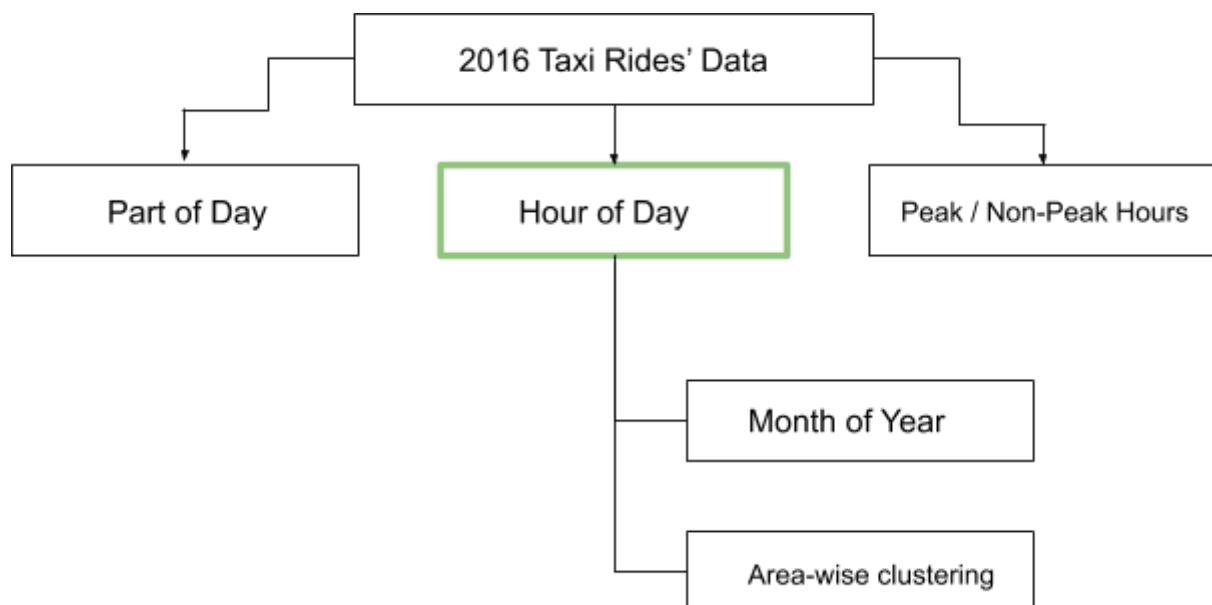 2016 Taxi Rides’ Data
Part of Day
Hour of Day
Peak / Non-Peak Hours
Month of Year
Area-wise clustering